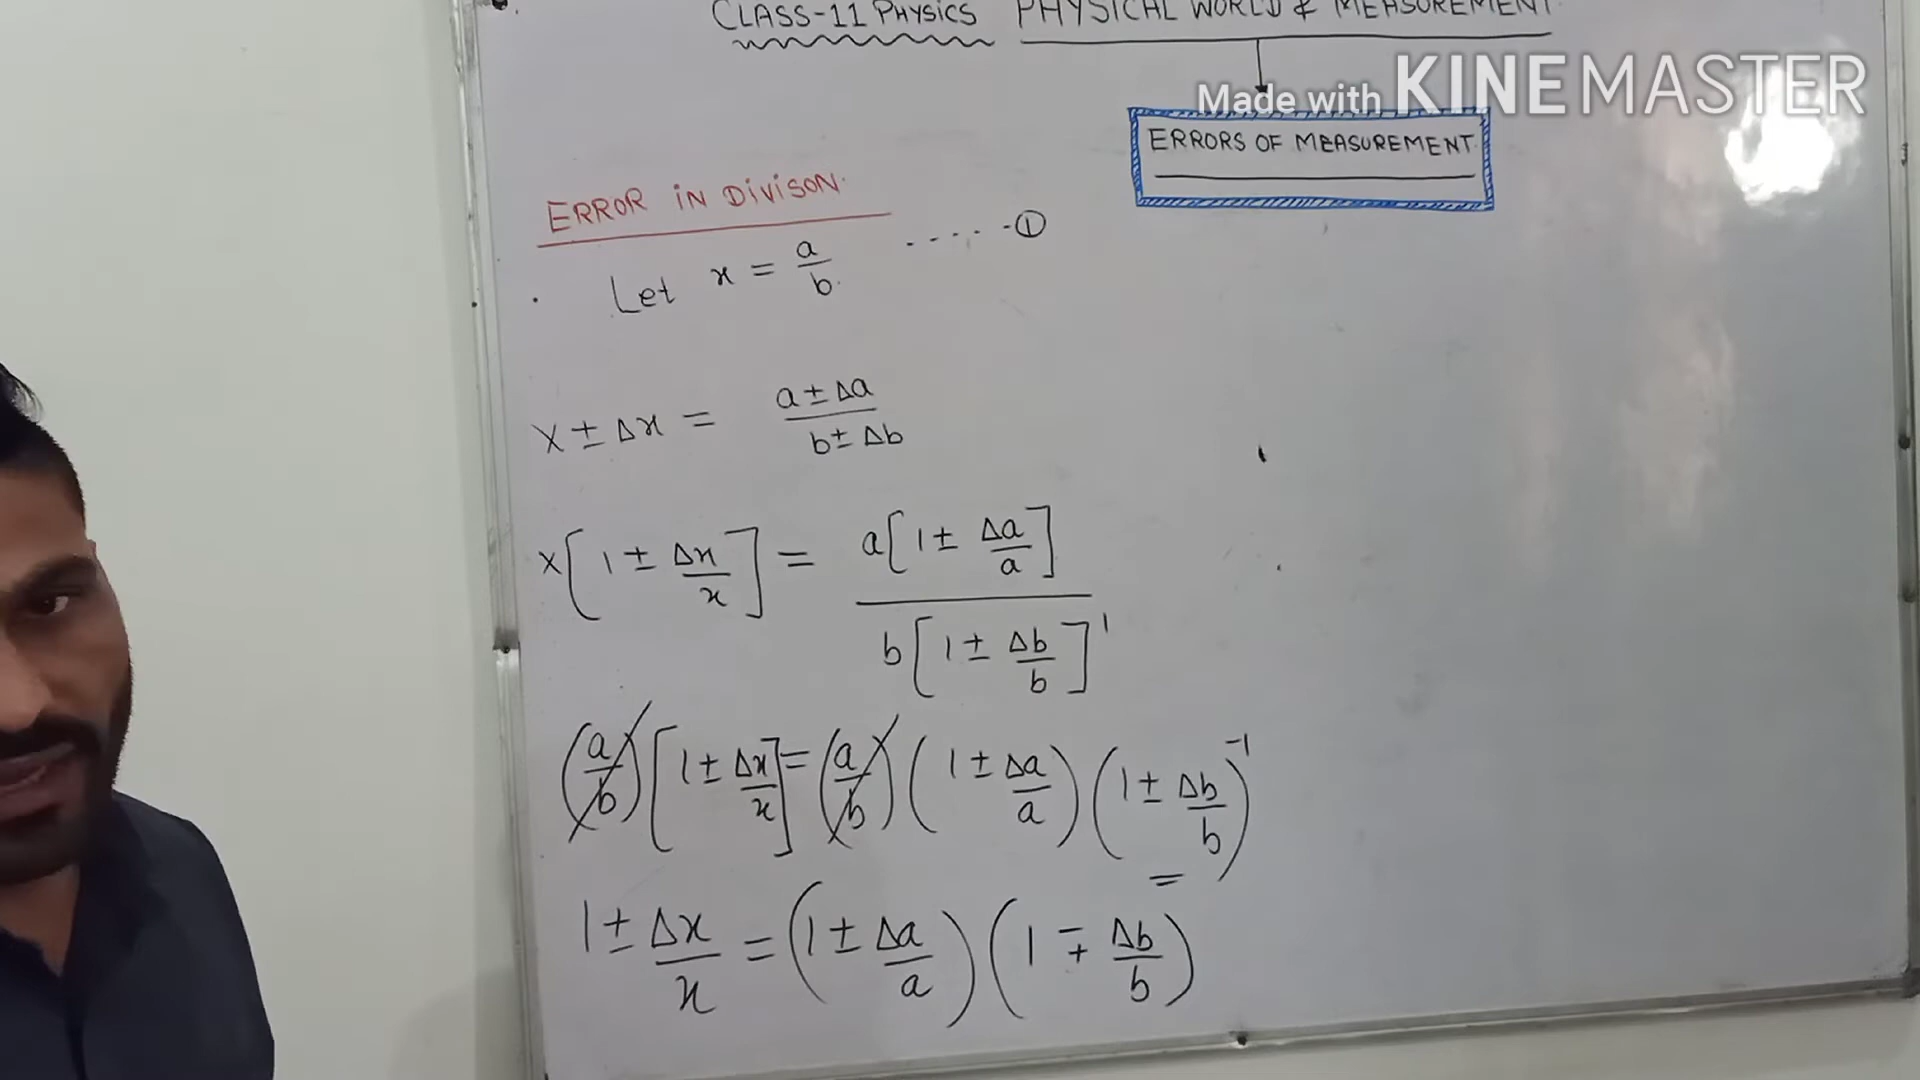 CLASS-11 PHYSICS PHYSICAL WORLD & MEASUREMENT
Made with KINEMASTER
ERRORS OF MEASUREMENT
ERROR iN DiViSON.
Let x = a/b ..... ①
x ± Δx = (a ± Δa)/(b ± Δb)
x[1 ± Δx/x] = a[1 ± Δa/a] / b[1 ± Δb/b]¹
(a/b)[1 ± Δx/x] = (a/b)(1 ± Δa/a)(1 ± Δb/b)⁻¹
1 ± Δx/x = (1 ± Δa/a)(1 ∓ Δb/b)